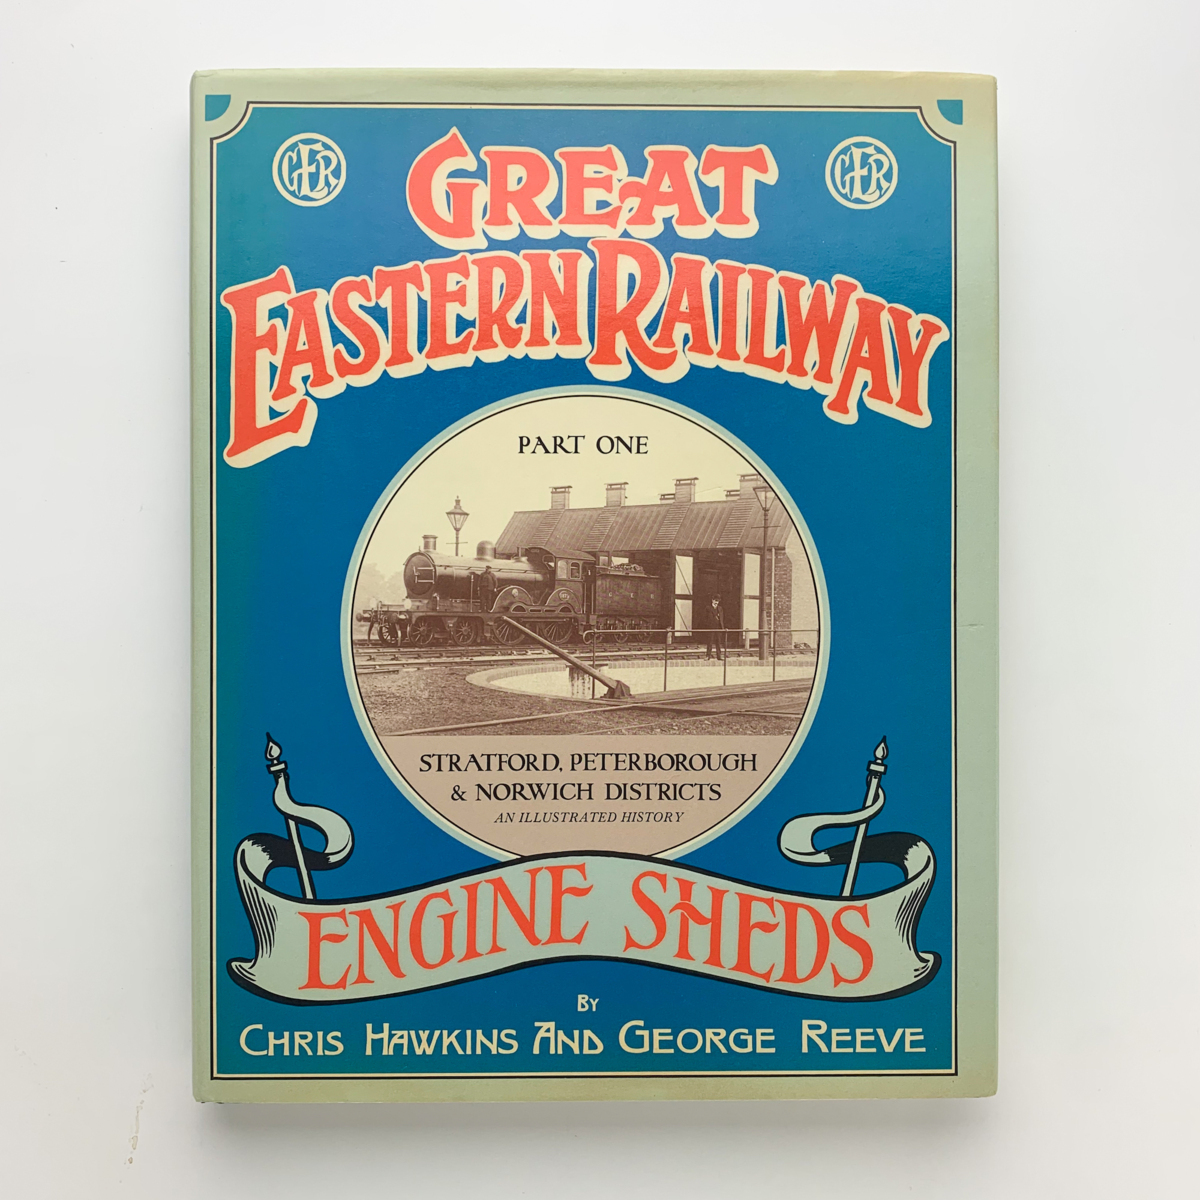 GER
GREAT
GER
EASTERN RAILWAY
PART ONE
STRATFORD, PETERBOROUGH
& NORWICH DISTRICTS
AN ILLUSTRATED HISTORY
ENGINE SHEDS
BY
CHRIS HAWKINS AND GEORGE REEVE